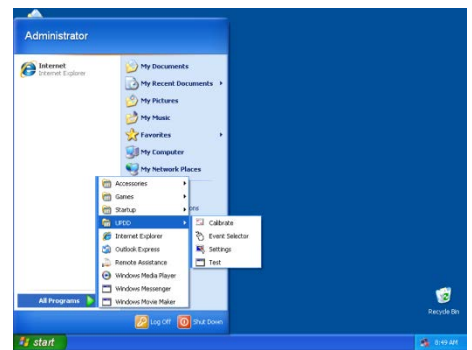 Administrator
Internet
Internet Explorer
My Documents
My Recent Documents
My Pictures
My Music
Favorites
My Computer
My Network Places
Accessories
Games
Startup
UPDD
Internet Explorer
Outlook Express
Remote Assistance
Windows Media Player
Windows Messenger
Windows Movie Maker
Calibrate
Event Selector
Settings
Test
All Programs
Log Off
Shut Down
Recycle Bin
start
8:49 AM